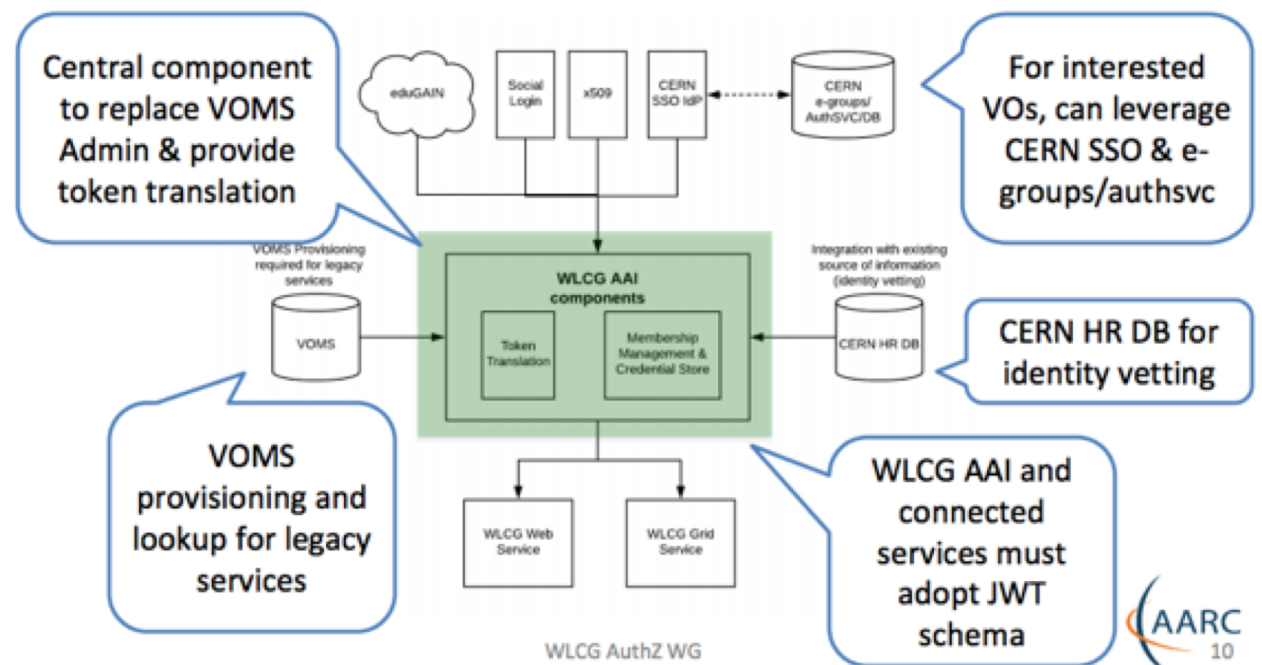 Central component
to replace VOMS
Admin & provide
token translation
eduGAIN
Social
Login
x509
CERN
SSO IdP
CERN
e-groups/
AuthSVC/DB
For interested
VOs, can leverage
CERN SSO & e-
groups/authsvc
VOMS Provisioning
required for legacy
services
VOMS
WLCG AAI
components
Token
Translation
Membership
Management &
Credential Store
Integration with existing
source of information
(identity vetting)
CERN HR DB
CERN HR DB for
identity vetting
VOMS
provisioning and
lookup for legacy
services
WLCG Web
Service
WLCG Grid
Service
WLCG AAI and
connected
services must
adopt JWT
schema
WLCG AuthZ WG
AARC
10